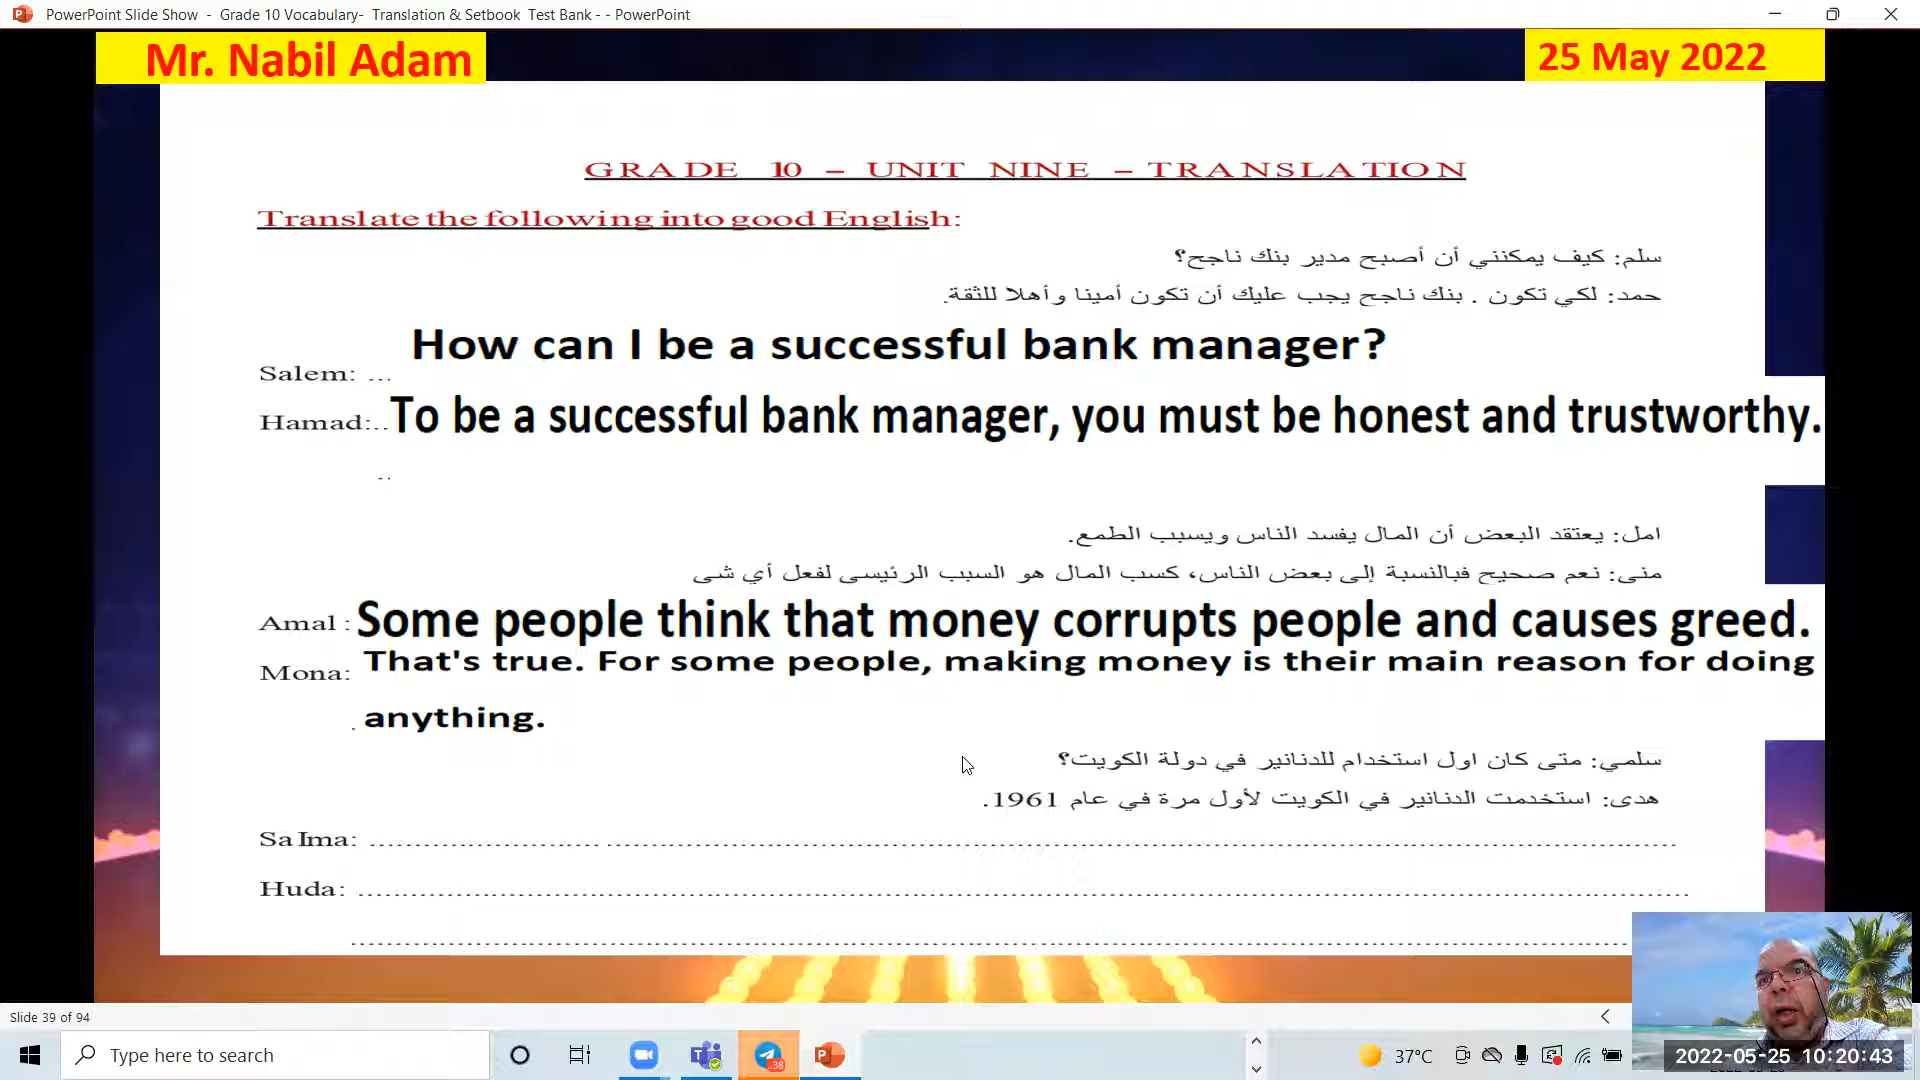 PowerPoint Slide Show - Grade 10 Vocabulary- Translation & Setbook Test Bank - - PowerPoint
Mr. Nabil Adam
25 May 2022
GRADE 10 – UNIT NINE – TRANSLATION
Translate the following into good English:
سلم: كيف يمكنني أن أصبح مدير بنك ناجح؟
حمد: لكي تكون . بنك ناجح يجب عليك أن تكون أمينا وأهلا للثقة.
How can I be a successful bank manager?
Salem: ...
Hamad:..To be a successful bank manager, you must be honest and trustworthy.
..
امل: يعتقد البعض أن المال يفسد الناس ويسبب الطمع.
منى: نعم صحيح فبالنسبة إلى بعض الناس، كسب المال هو السبب الرئيسى لفعل أي شى
Amal : Some people think that money corrupts people and causes greed.
Mona: That's true. For some people, making money is their main reason for doing
. anything.
سلمي: متى كان اول استخدام للدنانير في دولة الكويت؟
هدى: استخدمت الدنانير في الكويت لأول مرة في عام 1961.
Salma: ........................................................
Huda: ........................................................
........................................................
Slide 39 of 94
Type here to search
38
37°C
2022-05-25 10:20:43